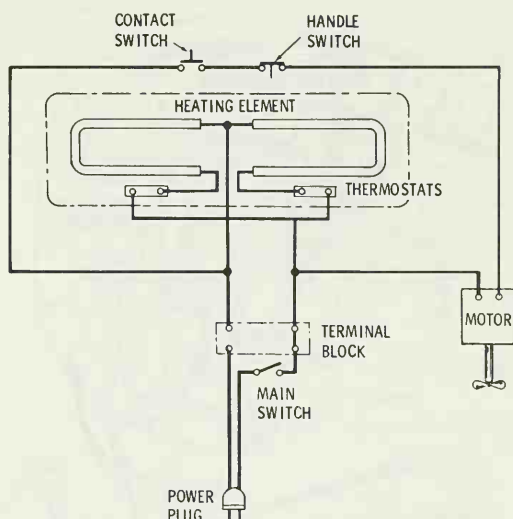 CONTACT
SWITCH
HANDLE
SWITCH
HEATING ELEMENT
THERMOSTATS
MOTOR
TERMINAL
BLOCK
MAIN
SWITCH
POWER
PLUG